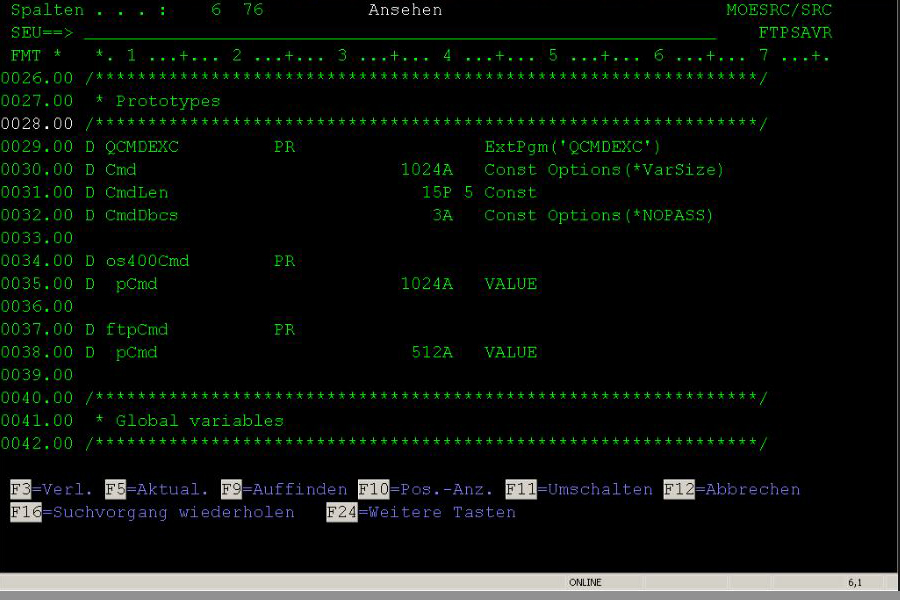 Spalten . . . :    6  76          Ansehen                           MOESRC/SRC
SEU==> ____________________________________________________________    FTPSAVR
FMT *   *. 1 ...+... 2 ...+... 3 ...+... 4 ...+... 5 ...+... 6 ...+... 7 ...+.
0026.00 /***************************************************************/
0027.00  * Prototypes
0028.00 /***************************************************************/
0029.00 D QCMDEXC         PR                  ExtPgm('QCMDEXC')
0030.00 D Cmd                         1024A   Const Options(*VarSize)
0031.00 D CmdLen                        15P 5 Const
0032.00 D CmdDbcs                        3A   Const Options(*NOPASS)
0033.00
0034.00 D os400Cmd        PR
0035.00 D  pCmd                       1024A   VALUE
0036.00
0037.00 D ftpCmd          PR
0038.00 D  pCmd                        512A   VALUE
0039.00
0040.00 /***************************************************************/
0041.00  * Global variables
0042.00 /***************************************************************/
F3=Verl. F5=Aktual. F9=Auffinden F10=Pos.-Anz. F11=Umschalten F12=Abbrechen
F16=Suchvorgang wiederholen   F24=Weitere Tasten
ONLINE 6,1